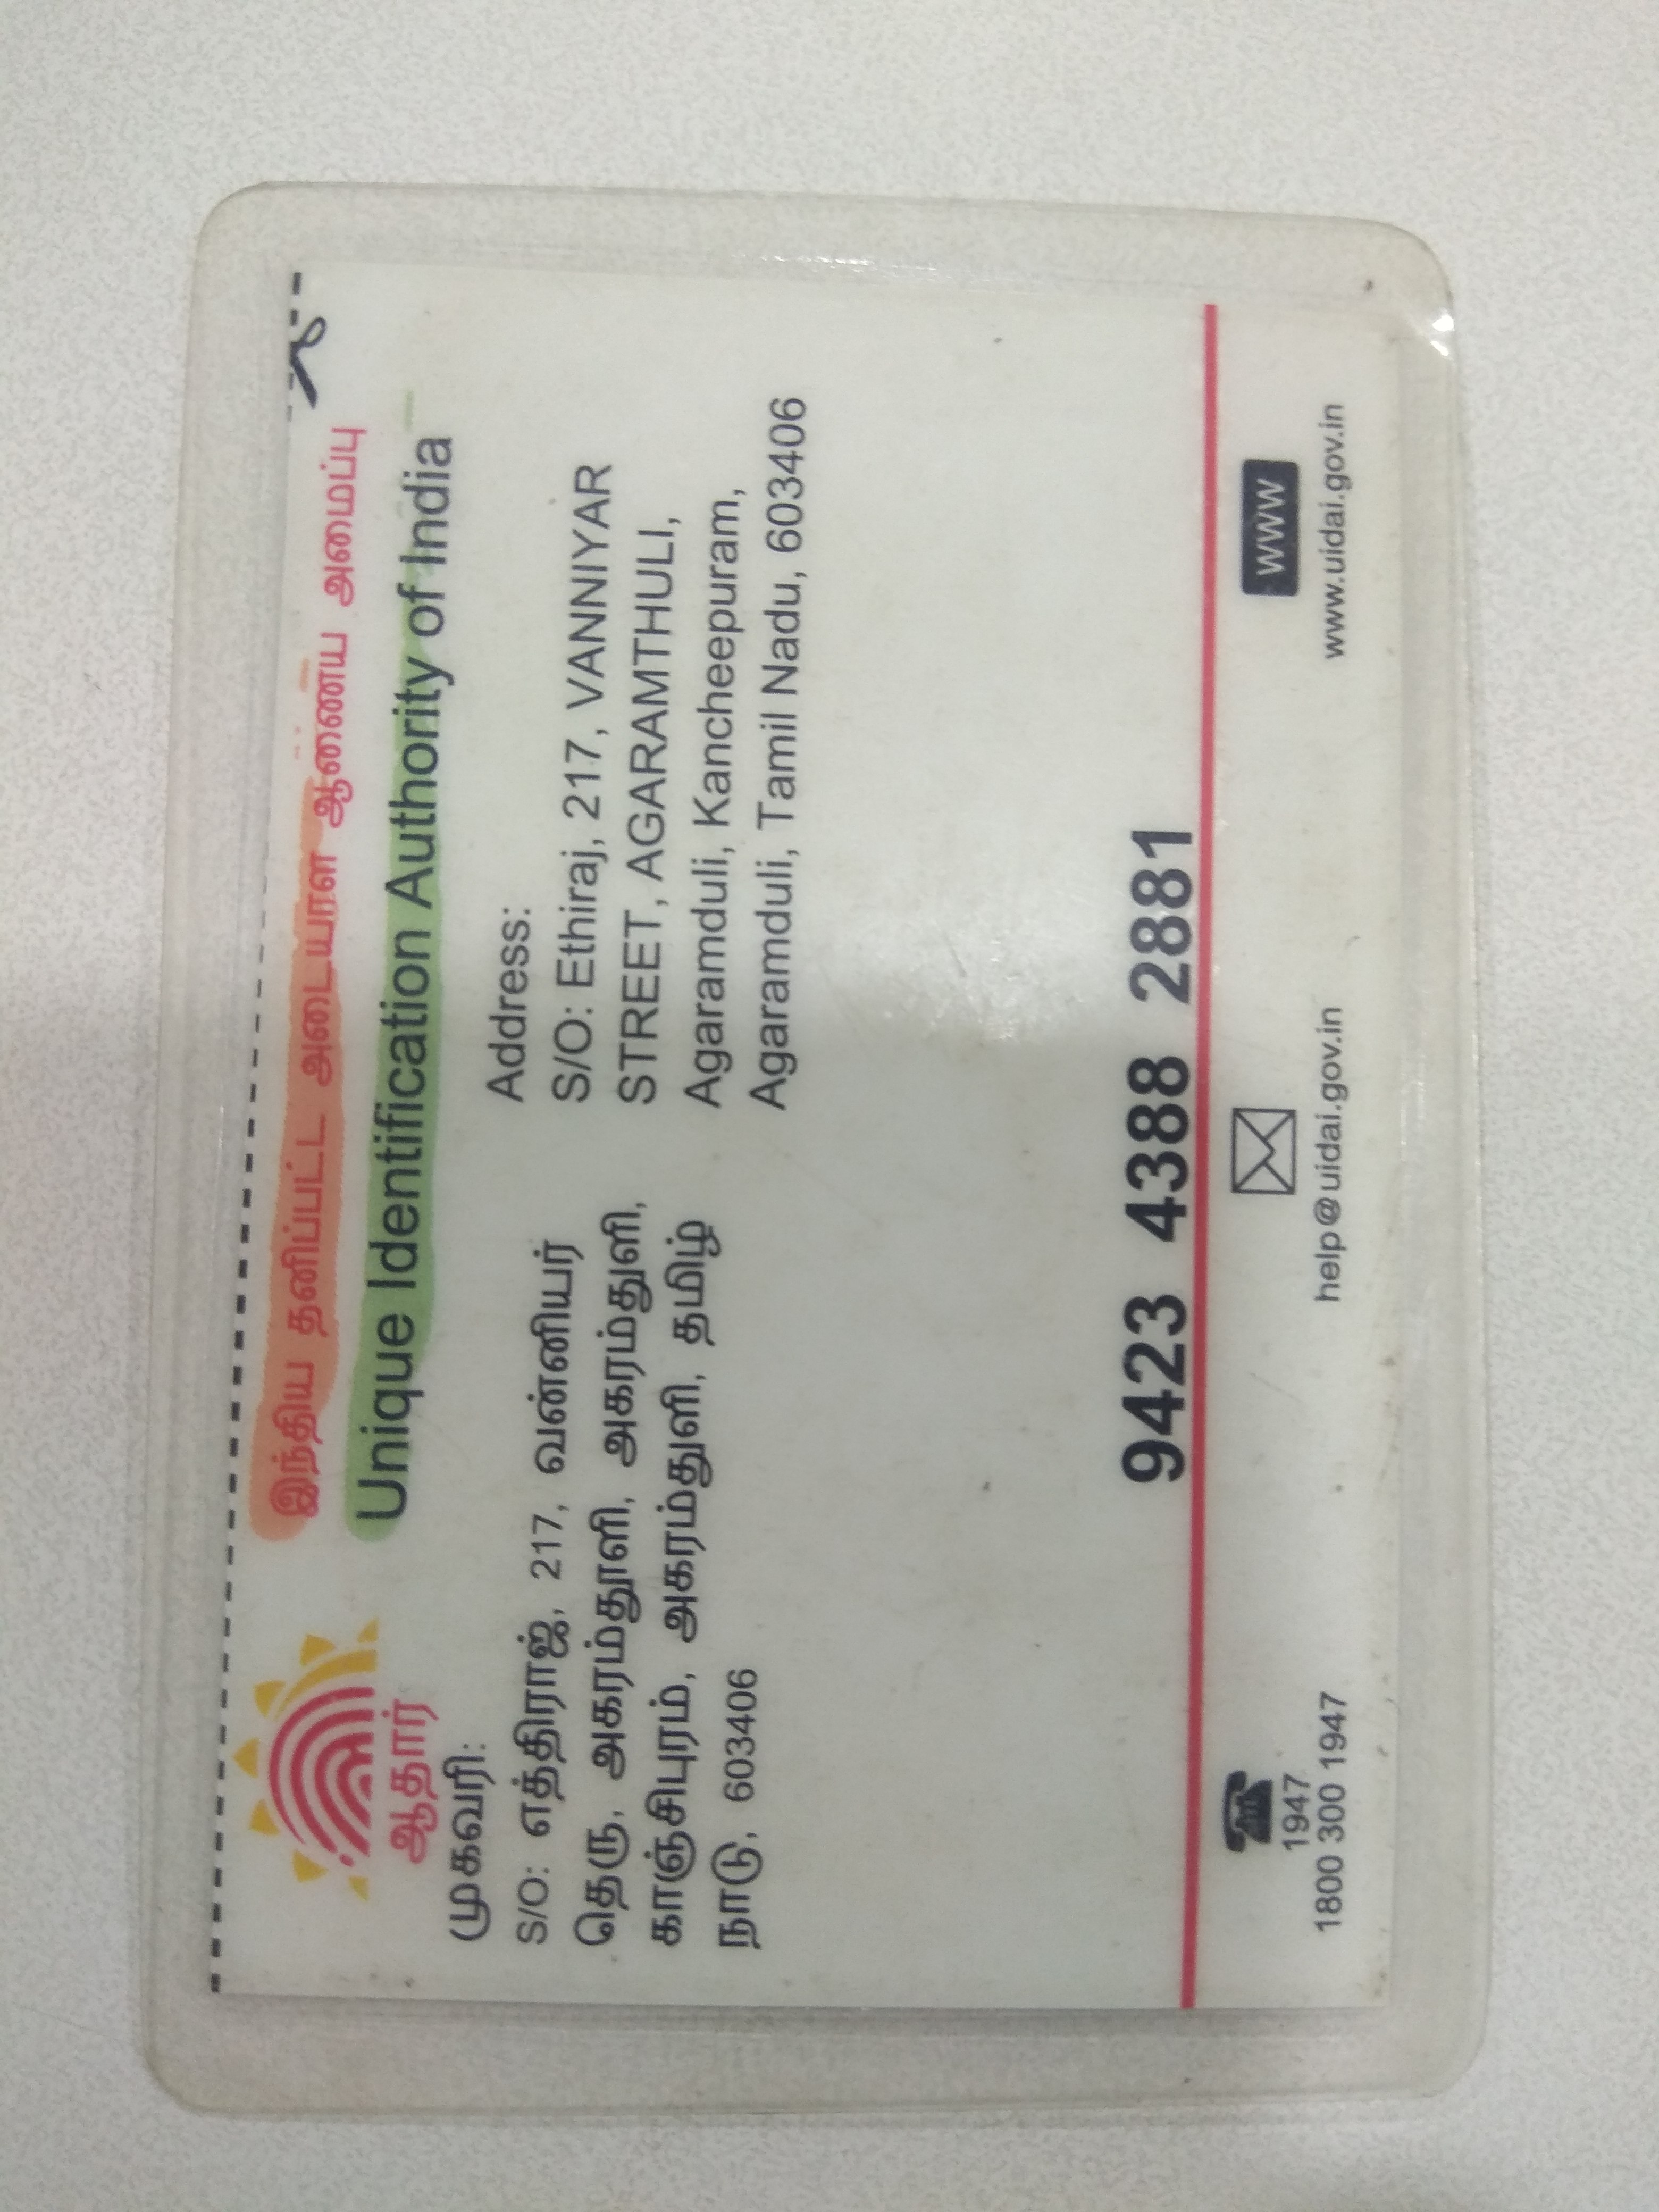 இந்திய தனிப்பட்ட அடையாள ஆணைய அமைப்பு
Unique Identification Authority of India
ஆதார்
முகவரி:
S/O: எத்திராஜ், 217, வன்னியர்
தெரு, அகரம்தூளி, அகரம்துளி,
காஞ்சிபுரம், அகரம்துளி, தமிழ்
நாடு, 603406
Address:
S/O: Ethiraj, 217, VANNIYAR
STREET, AGARAMTHULI,
Agaramduli, Kancheepuram,
Agaramduli, Tamil Nadu, 603406
9423 4388 2881
1947
1800 300 1947
help@uidai.gov.in
WWW
www.uidai.gov.in